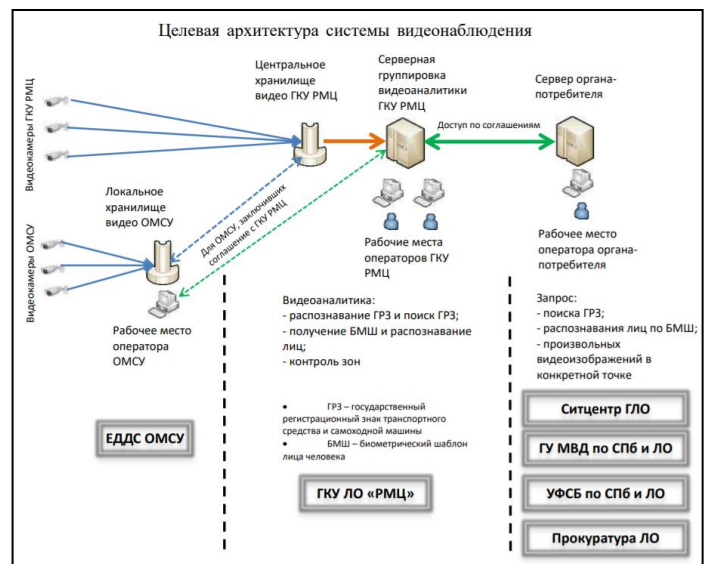 Целевая архитектура системы видеонаблюдения
Центральное
хранилище
видео ГКУ РМЦ
Серверная
группировка
видеоаналитики
ГКУ РМЦ
Сервер органа-
потребителя
Видеокамеры ГКУ РМЦ
Доступ по соглашениям
Локальное
хранилище
видео ОМСУ
Для ОМСУ, заключивших
соглашение с ГКУ РМЦ
Видеокамеры ОМСУ
Рабочие места
операторов ГКУ
РМЦ
Рабочее место
оператора органа-
потребителя
Рабочее место
оператора
ОМСУ
Видеоаналитика:
- распознавание ГРЗ и поиск ГРЗ;
- получение БМШ и распознавание
лиц;
- контроль зон
Запрос:
- поиска ГРЗ;
- распознавания лиц по БМШ;
- произвольных
видеоизображений в
конкретной точке
• ГРЗ – государственный
регистрационный знак транспортного
средства и самоходной машины
• БМШ – биометрический шаблон
лица человека
ЕДДС ОМСУ
ГКУ ЛО «РМЦ»
Ситцентр ГЛО
ГУ МВД по СПб и ЛО
УФСБ по СПб и ЛО
Прокуратура ЛО